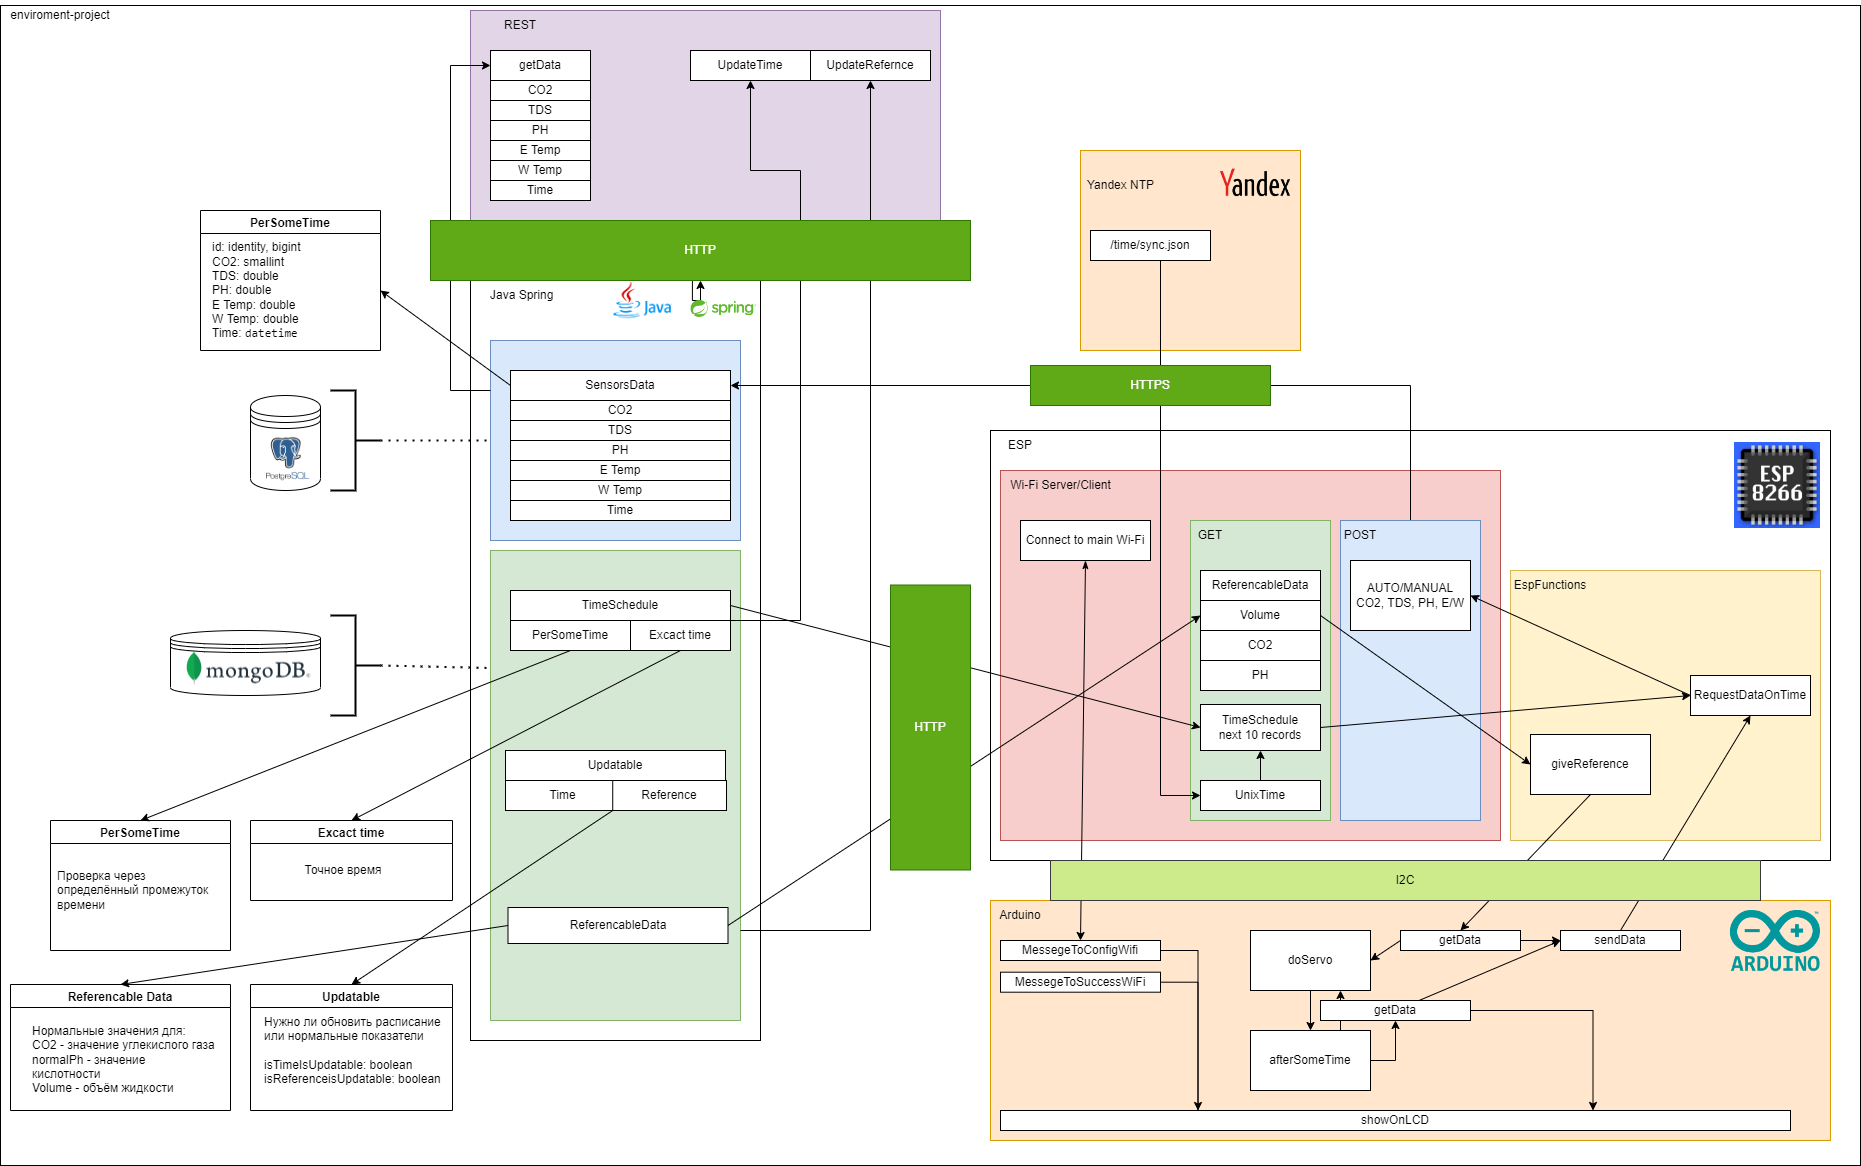 enviroment-project
REST
getData
CO2
TDS
PH
E Temp
W Temp
Time
UpdateTime
UpdateRefernce
Yandex NTP
Yandex
/time/sync.json
PerSomeTime
id: identity, bigint
CO2: smallint
TDS: double
PH: double
E Temp: double
W Temp: double
Time: datetime
HTTP
Java Spring
Java
spring
SensorsData
CO2
TDS
PH
E Temp
W Temp
Time
HTTPS
PostgreSQL
mongoDB
TimeSchedule
PerSomeTime
Excact time
Updatable
Time
Reference
ReferencableData
HTTP
ESP
ESP
8266
Wi-Fi Server/Client
Connect to main Wi-Fi
GET
ReferencableData
Volume
CO2
PH
TimeSchedule
next 10 records
UnixTime
POST
AUTO/MANUAL
CO2, TDS, PH, E/W
EspFunctions
RequestDataOnTime
giveReference
PerSomeTime
Проверка через
определённый промежуток
времени
Excact time
Точное время
Referencable Data
Нормальные значения для:
CO2 - значение углекислого газа
normalPh - значение
кислотности
Volume - объём жидкости
Updatable
Нужно ли обновить расписание
или нормальные показатели
isTimeIsUpdatable: boolean
isReferenceisUpdatable: boolean
I2C
Arduino
ARDUINO
MessegeToConfigWifi
MessegeToSuccessWiFi
doServo
getData
sendData
getData
afterSomeTime
showOnLCD